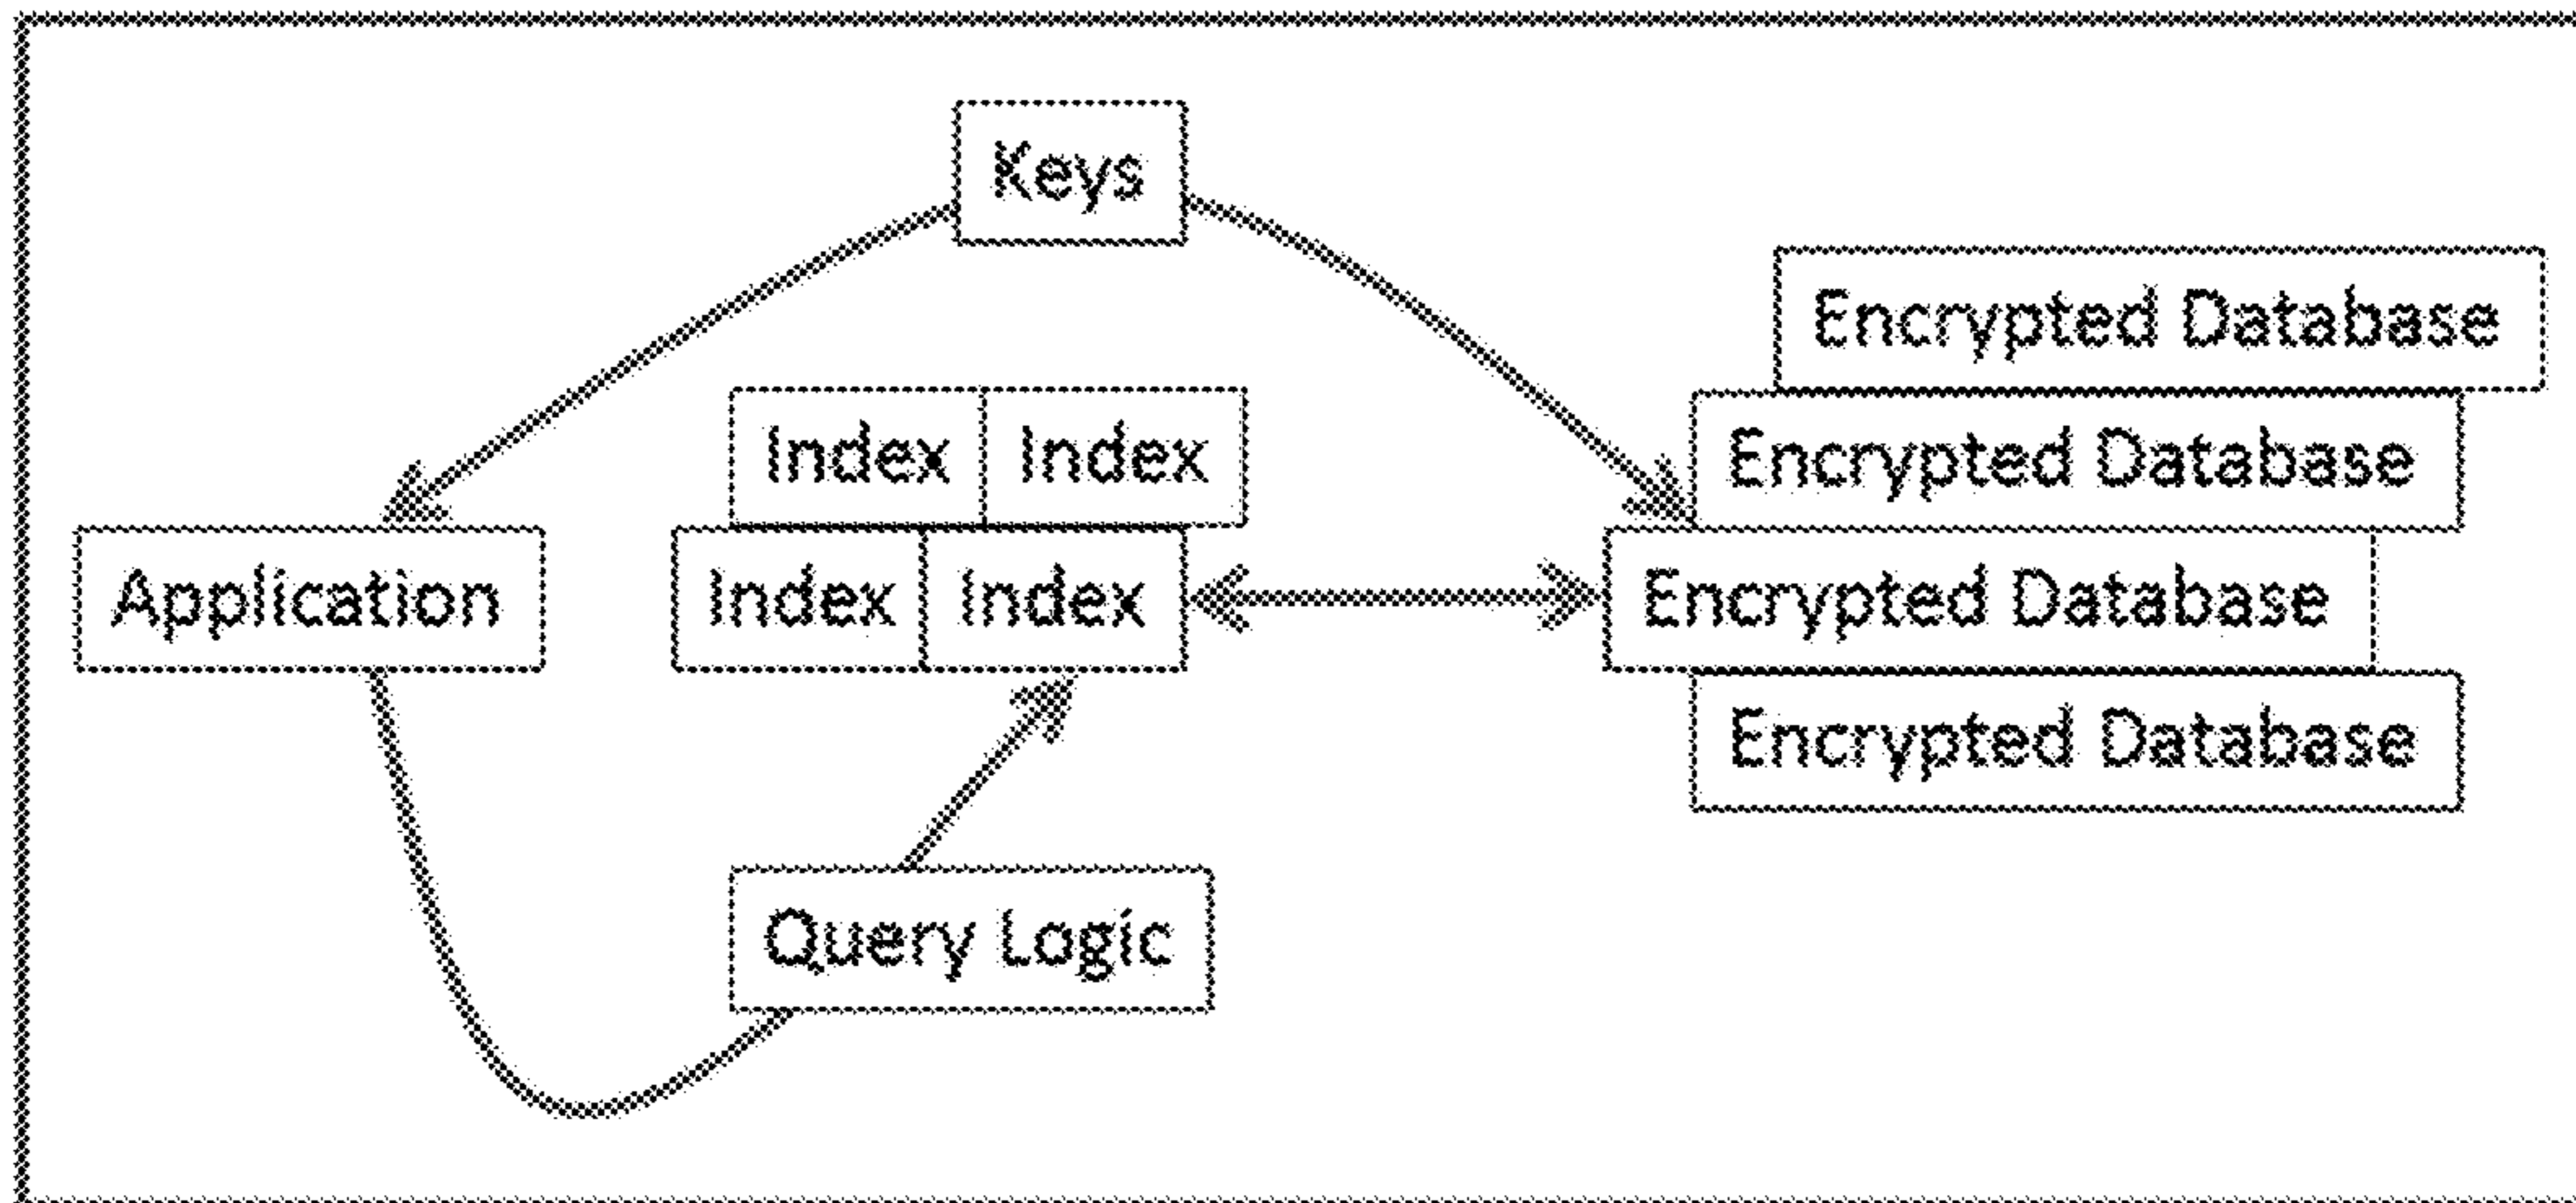 Keys
Encrypted Database
Index Index
Encrypted Database
Application
Index Index
Encrypted Database
Encrypted Database
Query Logic